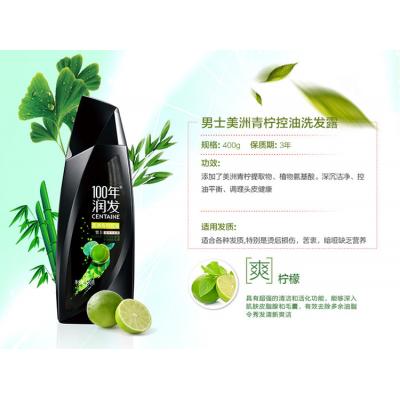 男士美洲青柠控油洗发露
规格: 400g 保质期: 3年
功效:
添加了美洲青柠提取物、植物氨基酸，深沉洁净、控
油平衡、调理头皮健康
适用发质:
适合各种发质,特别是烫后损伤，苦衷，暗哑缺乏营养
爽 柠檬
具有超强的清洁和活化功能，能够深入
肌肤皮脂腺和毛囊，有效去除多余油脂
令秀发清新爽洁
100年
润发
CENTAINE